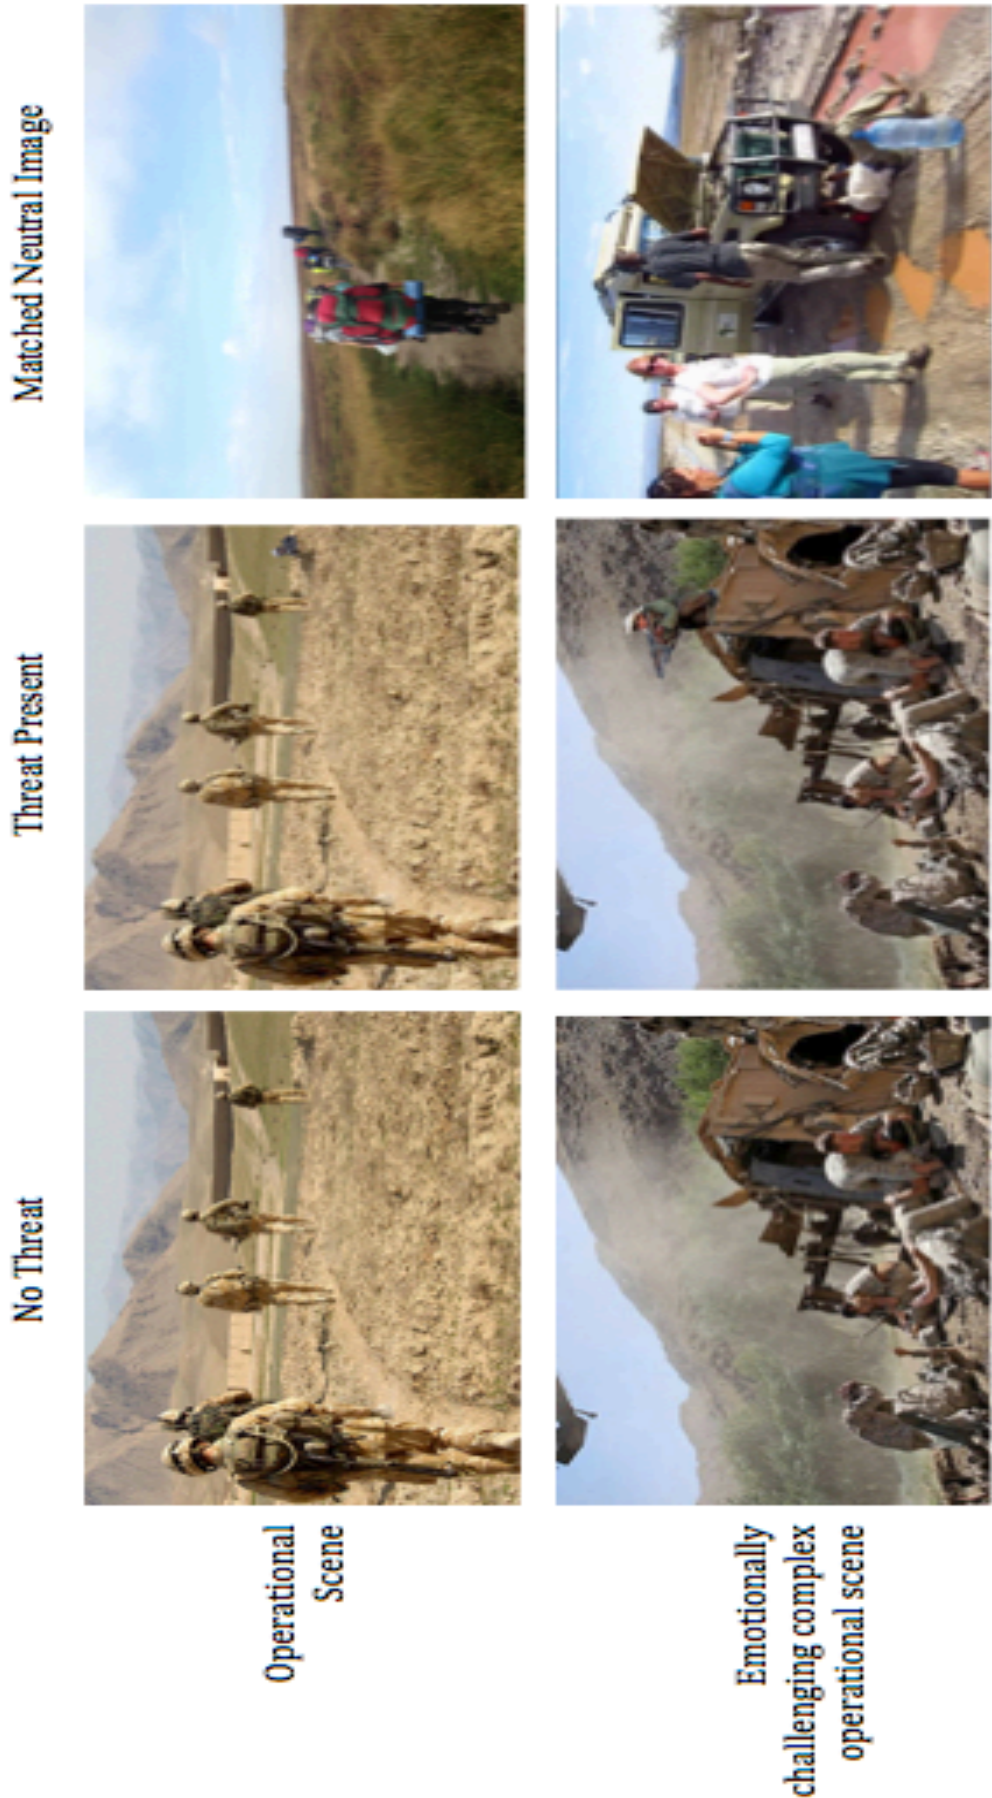 No Threat
Threat Present
Matched Neutral Image
Operational
Scene
Emotionally
challenging complex
operational scene